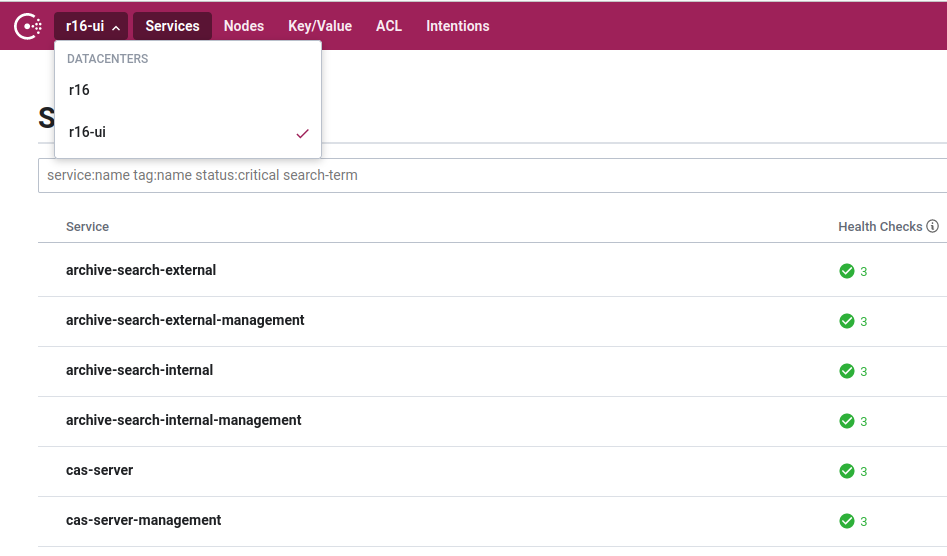 r16-ui Services Nodes Key/Value ACL Intentions
DATACENTERS
r16
r16-ui
S
service:name tag:name status:critical search-term
Service Health Checks
archive-search-external 3
archive-search-external-management 3
archive-search-internal 3
archive-search-internal-management 3
cas-server 3
cas-server-management 3